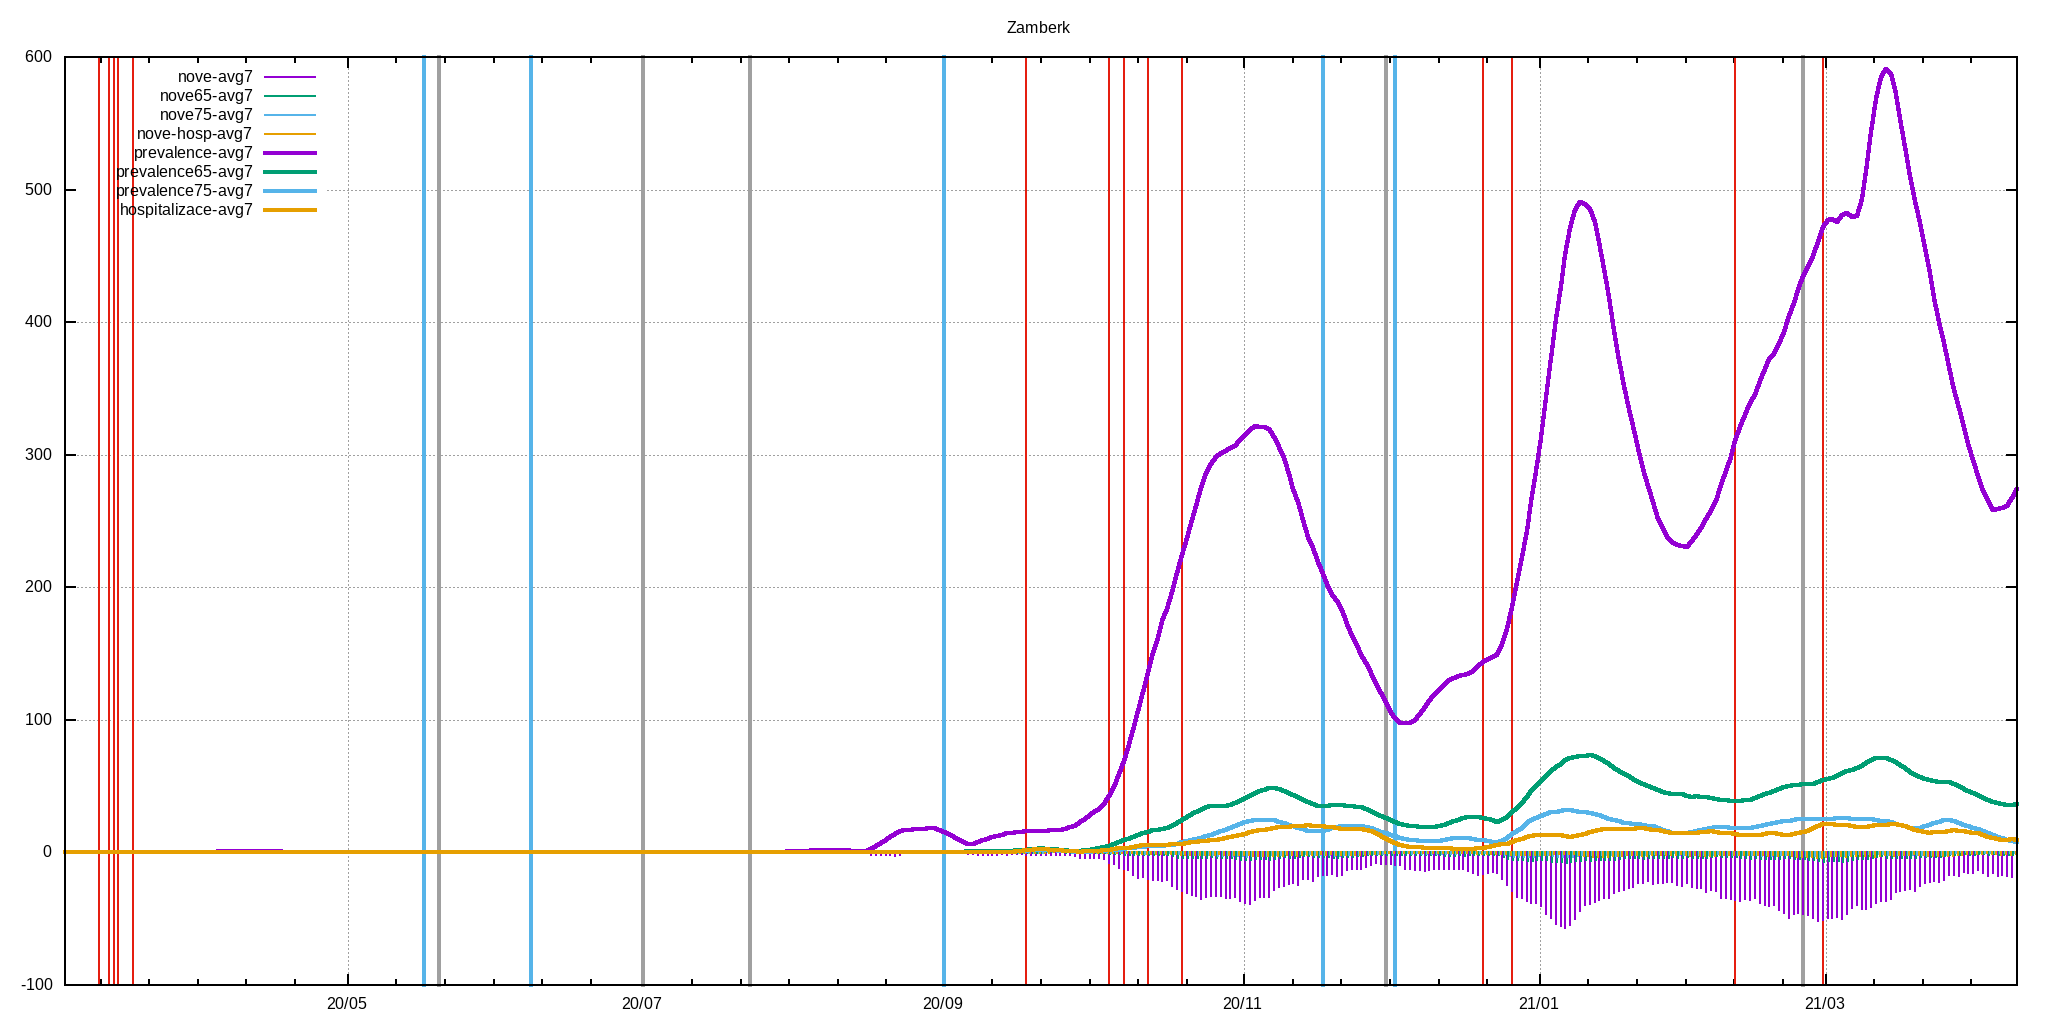 Zamberk
600
500
400
300
200
100
0
-100
nove-avg7
nove65-avg7
nove75-avg7
nove-hosp-avg7
prevalence-avg7
prevalence65-avg7
prevalence75-avg7
hospitalizace-avg7
20/05 20/07 20/09 20/11 21/01 21/03